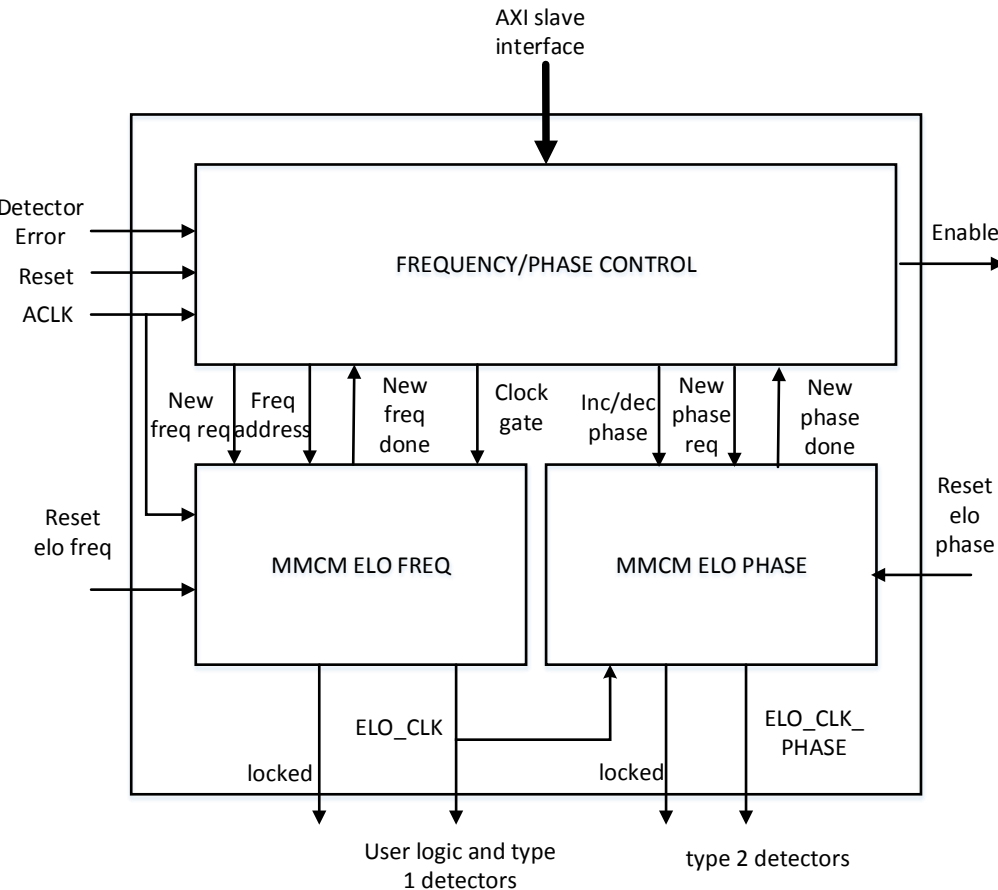 AXI slave
interface
Detector
Error
Reset
ACLK
FREQUENCY/PHASE CONTROL
Enable
New
freq req
Freq
address
New
freq
done
Clock
gate
Inc/dec
phase
New
phase
req
New
phase
done
Reset
elo freq
MMCM ELO FREQ
MMCM ELO PHASE
Reset
elo
phase
ELO_CLK
ELO_CLK_
PHASE
locked
locked
User logic and type
1 detectors
type 2 detectors